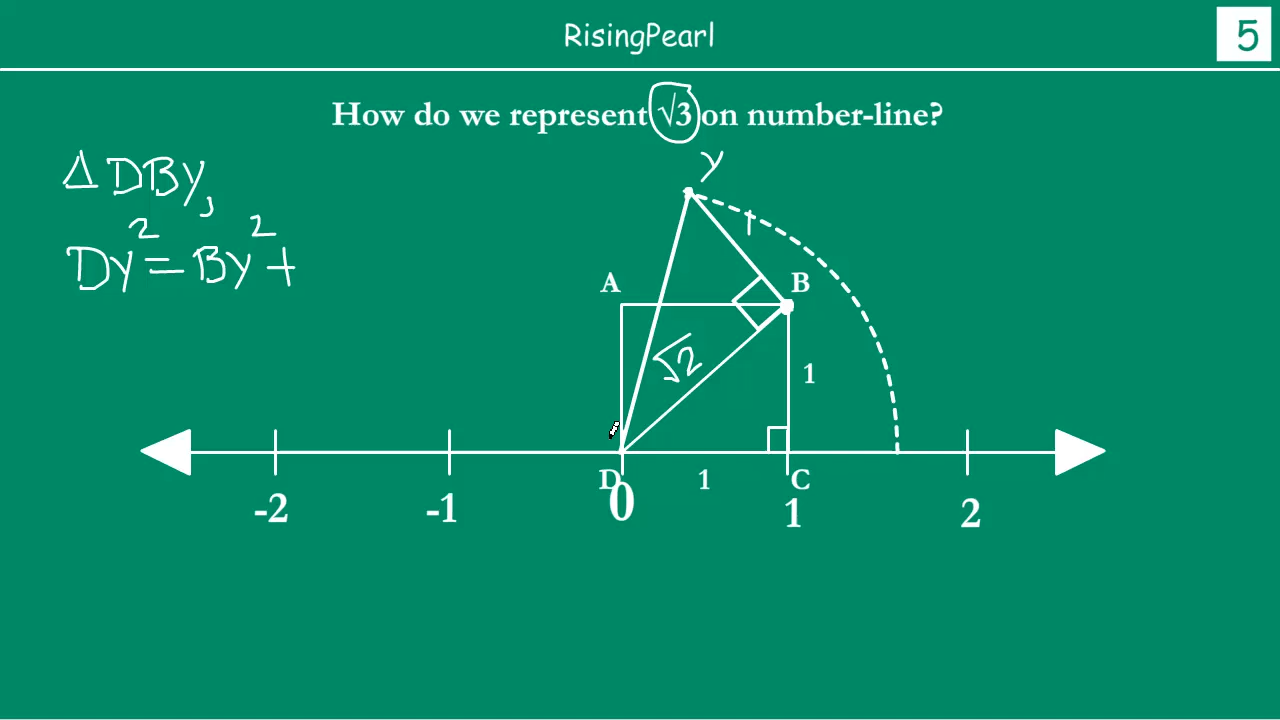 RisingPearl
5
How do we represent √3 on number-line?
Δ DBY,
DY² = BY² +
Y
1
A
B
√2
1
D
1
C
-2
-1
0
1
2